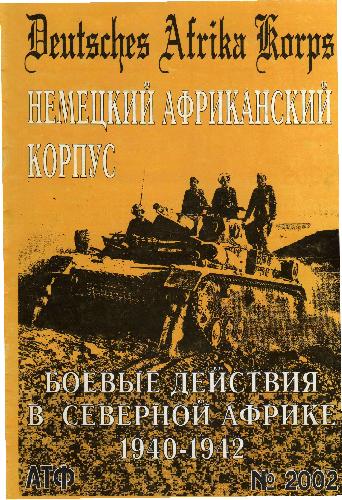 Deutsches Afrika Korps
НЕМЕЦКИЙ АФРИКАНСКИЙ
КОРПУС
БОЕВЫЕ ДЕЙСТВИЯ
В СЕВЕРНОЙ АФРИКЕ
1940-1942
АТФ № 2002